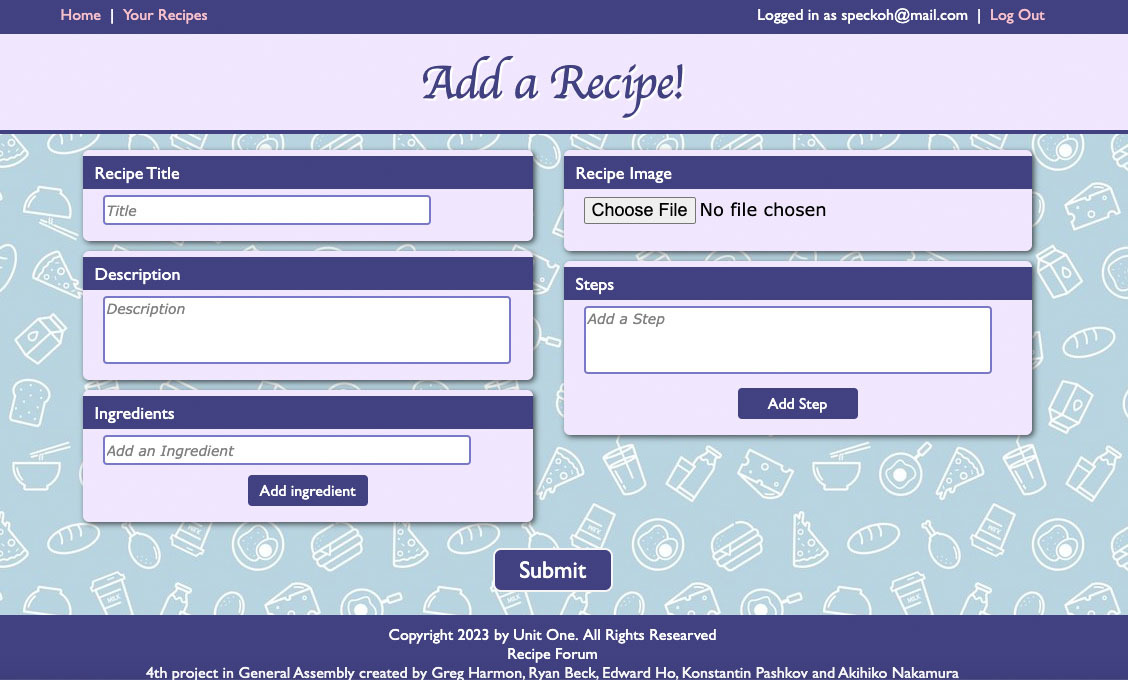 Home | Your Recipes
Logged in as speckoh@mail.com | Log Out
Add a Recipe!
Recipe Title
Title
Description
Description
Ingredients
Add an Ingredient
Add ingredient
Recipe Image
Choose File No file chosen
Steps
Add a Step
Add Step
Submit
Copyright 2023 by Unit One. All Rights Researved
Recipe Forum
4th project in General Assembly created by Greg Harmon, Ryan Beck, Edward Ho, Konstantin Pashkov and Akihiko Nakamura